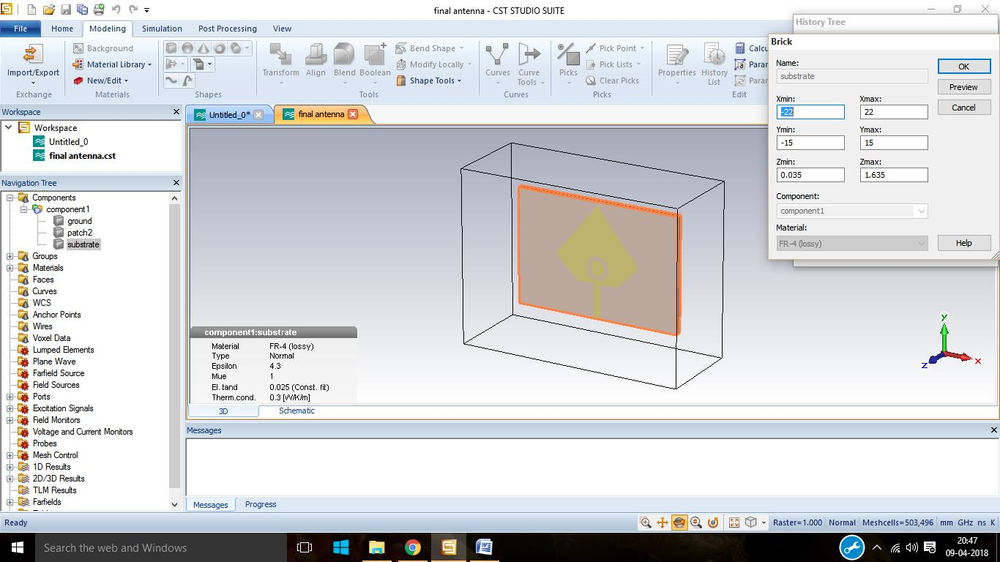 final antenna - CST STUDIO SUITE
File Home Modeling Simulation Post Processing View
Import/Export
Exchange
Background
Material Library
New/Edit
Materials
Shapes
Transform Align Blend Boolean
Bend Shape
Modify Locally
Shape Tools
Tools
Curves Curve Tools
Curves
Picks
Pick Point
Pick Lists
Clear Picks
Picks
Properties History List
Calcu
Param
Param
Edit
History Tree
Brick
Name:
substrate
Xmin: Xmax:
-22 22
Ymin: Ymax:
-15 15
Zmin: Zmax:
0.035 1.635
Component:
component1
Material:
FR-4 (lossy)
OK
Preview
Cancel
Help
Workspace
Workspace
Untitled_0
final antenna.cst
Untitled_0* final antenna
Navigation Tree
Components
component1
ground
patch2
substrate
Groups
Materials
Faces
Curves
WCS
Anchor Points
Wires
Voxel Data
Lumped Elements
Plane Wave
Farfield Source
Field Sources
Ports
Excitation Signals
Field Monitors
Voltage and Current Monitors
Probes
Mesh Control
1D Results
2D/3D Results
TLM Results
Farfields
component1:substrate
Material FR-4 (lossy)
Type Normal
Epsilon 4.3
Mue 1
El. tand 0.025 (Const. fit)
Therm.cond. 0.3 [W/K/m]
y
x
z
3D Schematic
Messages
Messages Progress
Ready
Raster=1.000 Normal Meshcells=503,496 mm GHz ns K
Search the web and Windows
20:47
09-04-2018